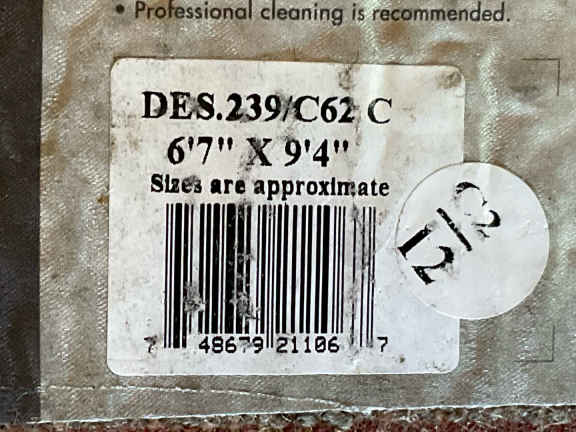 • Professional cleaning is recommended.
DES.239/C62 C
6'7" X 9'4"
Sizes are approximate
7 48679 21106 7
C2
12